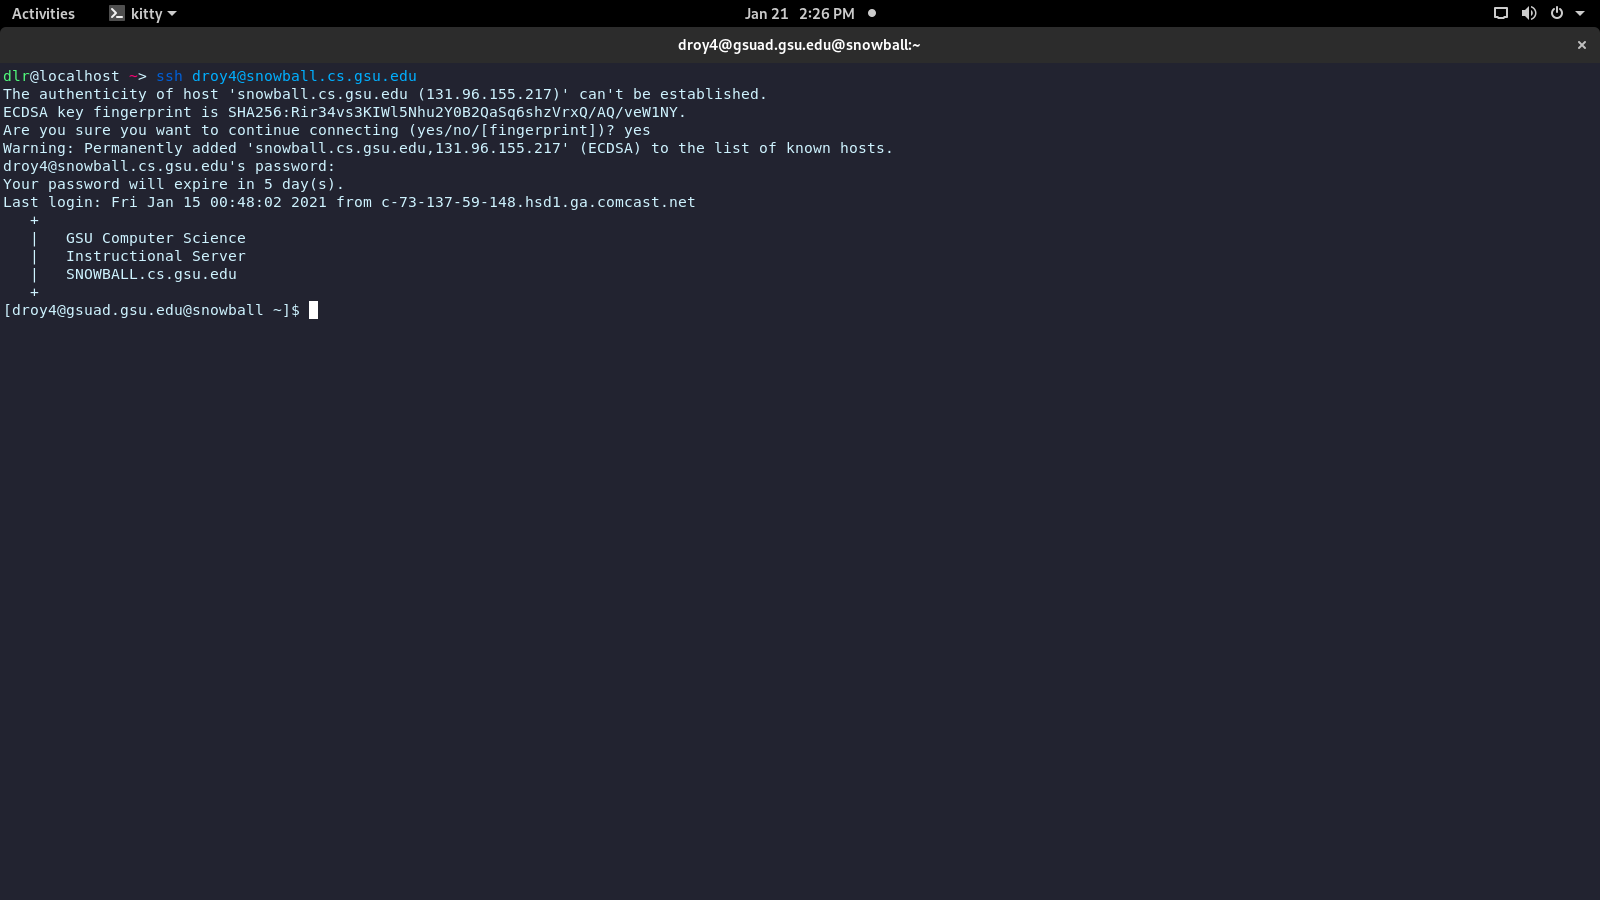 Activities kitty Jan 21 2:26 PM
droy4@gsuad.gsu.edu@snowball:~
dlr@localhost ~> ssh droy4@snowball.cs.gsu.edu
The authenticity of host 'snowball.cs.gsu.edu (131.96.155.217)' can't be established.
ECDSA key fingerprint is SHA256:Rir34vs3KIWl5Nhu2Y0B2QaSq6shzVrxQ/AQ/veW1NY.
Are you sure you want to continue connecting (yes/no/[fingerprint])? yes
Warning: Permanently added 'snowball.cs.gsu.edu,131.96.155.217' (ECDSA) to the list of known hosts.
droy4@snowball.cs.gsu.edu's password:
Your password will expire in 5 day(s).
Last login: Fri Jan 15 00:48:02 2021 from c-73-137-59-148.hsd1.ga.comcast.net
   +
   |   GSU Computer Science
   |   Instructional Server
   |   SNOWBALL.cs.gsu.edu
   +
[droy4@gsuad.gsu.edu@snowball ~]$